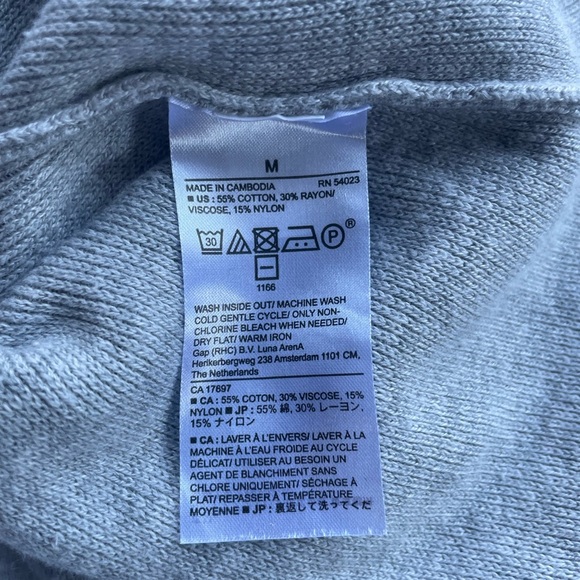 M
MADE IN CAMBODIA RN 54023
■ US : 55% COTTON, 30% RAYON/
VISCOSE, 15% NYLON
30 P ®
1166
WASH INSIDE OUT/ MACHINE WASH
COLD GENTLE CYCLE/ ONLY NON-
CHLORINE BLEACH WHEN NEEDED/
DRY FLAT/ WARM IRON
Gap (RHC) B.V. Luna ArenA
Herikerbergweg 238 Amsterdam 1101 CM,
The Netherlands
CA 17697
■ CA : 55% COTON, 30% VISCOSE, 15%
NYLON ■ JP : 55% 綿, 30% レーヨン,
15% ナイロン
■ CA : LAVER À L'ENVERS/ LAVER À LA
MACHINE À L'EAU FROIDE AU CYCLE
DÉLICAT/ UTILISER AU BESOIN UN
AGENT DE BLANCHIMENT SANS
CHLORE UNIQUEMENT/ SÉCHAGE À
PLAT/ REPASSER À TEMPÉRATURE
MOYENNE ■ JP : 裏返して洗ってくだ